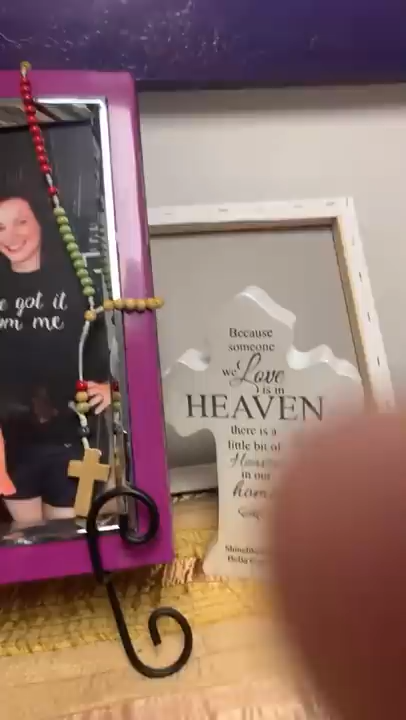 e got it
om me
Because
someone
we Love
is in
HEAVEN
there is a
little bit of
Heaven
in our
home